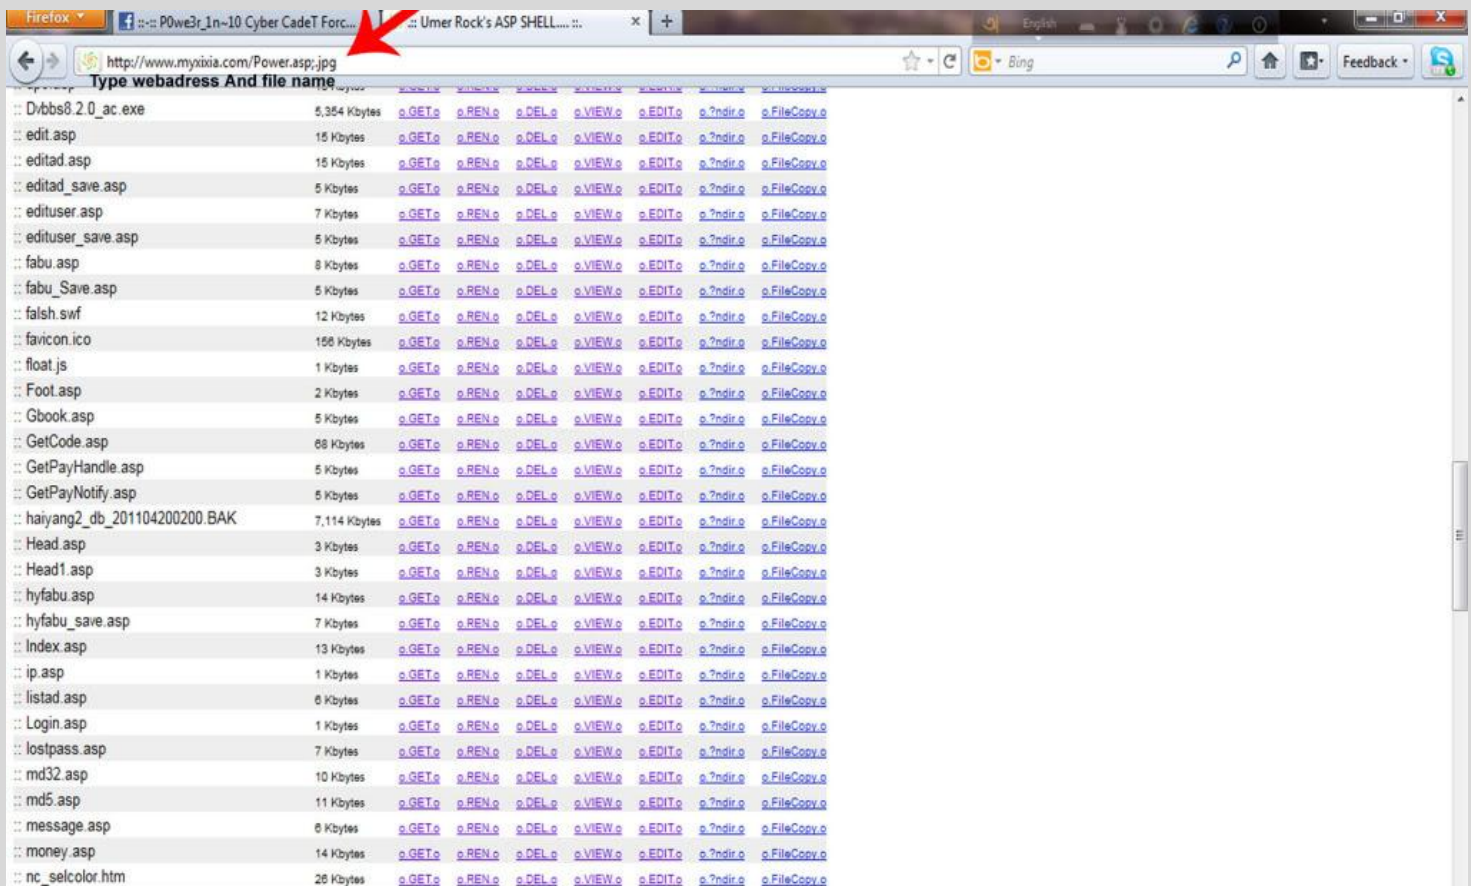 Firefox
::-:: P0we3r_1n~10 Cyber CadeT Forc...
.:: Umer Rock's ASP SHELL.... ::. × +
English
http://www.myxixia.com/Power.asp;.jpg Bing Feedback
Type webadress And file name
:: Dvbbs8.2.0_ac.exe 5,354 Kbytes o.GET.o o.REN.o o.DEL.o o.VIEW.o o.EDIT.o o.?ndir.o o.FileCopy.o
:: edit.asp 15 Kbytes o.GET.o o.REN.o o.DEL.o o.VIEW.o o.EDIT.o o.?ndir.o o.FileCopy.o
:: editad.asp 15 Kbytes o.GET.o o.REN.o o.DEL.o o.VIEW.o o.EDIT.o o.?ndir.o o.FileCopy.o
:: editad_save.asp 5 Kbytes o.GET.o o.REN.o o.DEL.o o.VIEW.o o.EDIT.o o.?ndir.o o.FileCopy.o
:: edituser.asp 7 Kbytes o.GET.o o.REN.o o.DEL.o o.VIEW.o o.EDIT.o o.?ndir.o o.FileCopy.o
:: edituser_save.asp 5 Kbytes o.GET.o o.REN.o o.DEL.o o.VIEW.o o.EDIT.o o.?ndir.o o.FileCopy.o
:: fabu.asp 8 Kbytes o.GET.o o.REN.o o.DEL.o o.VIEW.o o.EDIT.o o.?ndir.o o.FileCopy.o
:: fabu_Save.asp 5 Kbytes o.GET.o o.REN.o o.DEL.o o.VIEW.o o.EDIT.o o.?ndir.o o.FileCopy.o
:: falsh.swf 12 Kbytes o.GET.o o.REN.o o.DEL.o o.VIEW.o o.EDIT.o o.?ndir.o o.FileCopy.o
:: favicon.ico 156 Kbytes o.GET.o o.REN.o o.DEL.o o.VIEW.o o.EDIT.o o.?ndir.o o.FileCopy.o
:: float.js 1 Kbytes o.GET.o o.REN.o o.DEL.o o.VIEW.o o.EDIT.o o.?ndir.o o.FileCopy.o
:: Foot.asp 2 Kbytes o.GET.o o.REN.o o.DEL.o o.VIEW.o o.EDIT.o o.?ndir.o o.FileCopy.o
:: Gbook.asp 5 Kbytes o.GET.o o.REN.o o.DEL.o o.VIEW.o o.EDIT.o o.?ndir.o o.FileCopy.o
:: GetCode.asp 68 Kbytes o.GET.o o.REN.o o.DEL.o o.VIEW.o o.EDIT.o o.?ndir.o o.FileCopy.o
:: GetPayHandle.asp 5 Kbytes o.GET.o o.REN.o o.DEL.o o.VIEW.o o.EDIT.o o.?ndir.o o.FileCopy.o
:: GetPayNotify.asp 5 Kbytes o.GET.o o.REN.o o.DEL.o o.VIEW.o o.EDIT.o o.?ndir.o o.FileCopy.o
:: haiyang2_db_201104200200.BAK 7,114 Kbytes o.GET.o o.REN.o o.DEL.o o.VIEW.o o.EDIT.o o.?ndir.o o.FileCopy.o
:: Head.asp 3 Kbytes o.GET.o o.REN.o o.DEL.o o.VIEW.o o.EDIT.o o.?ndir.o o.FileCopy.o
:: Head1.asp 3 Kbytes o.GET.o o.REN.o o.DEL.o o.VIEW.o o.EDIT.o o.?ndir.o o.FileCopy.o
:: hyfabu.asp 14 Kbytes o.GET.o o.REN.o o.DEL.o o.VIEW.o o.EDIT.o o.?ndir.o o.FileCopy.o
:: hyfabu_save.asp 7 Kbytes o.GET.o o.REN.o o.DEL.o o.VIEW.o o.EDIT.o o.?ndir.o o.FileCopy.o
:: Index.asp 13 Kbytes o.GET.o o.REN.o o.DEL.o o.VIEW.o o.EDIT.o o.?ndir.o o.FileCopy.o
:: ip.asp 1 Kbytes o.GET.o o.REN.o o.DEL.o o.VIEW.o o.EDIT.o o.?ndir.o o.FileCopy.o
:: listad.asp 6 Kbytes o.GET.o o.REN.o o.DEL.o o.VIEW.o o.EDIT.o o.?ndir.o o.FileCopy.o
:: Login.asp 1 Kbytes o.GET.o o.REN.o o.DEL.o o.VIEW.o o.EDIT.o o.?ndir.o o.FileCopy.o
:: lostpass.asp 7 Kbytes o.GET.o o.REN.o o.DEL.o o.VIEW.o o.EDIT.o o.?ndir.o o.FileCopy.o
:: md32.asp 10 Kbytes o.GET.o o.REN.o o.DEL.o o.VIEW.o o.EDIT.o o.?ndir.o o.FileCopy.o
:: md5.asp 11 Kbytes o.GET.o o.REN.o o.DEL.o o.VIEW.o o.EDIT.o o.?ndir.o o.FileCopy.o
:: message.asp 6 Kbytes o.GET.o o.REN.o o.DEL.o o.VIEW.o o.EDIT.o o.?ndir.o o.FileCopy.o
:: money.asp 14 Kbytes o.GET.o o.REN.o o.DEL.o o.VIEW.o o.EDIT.o o.?ndir.o o.FileCopy.o
:: nc_selcolor.htm 26 Kbytes o.GET.o o.REN.o o.DEL.o o.VIEW.o o.EDIT.o o.?ndir.o o.FileCopy.o